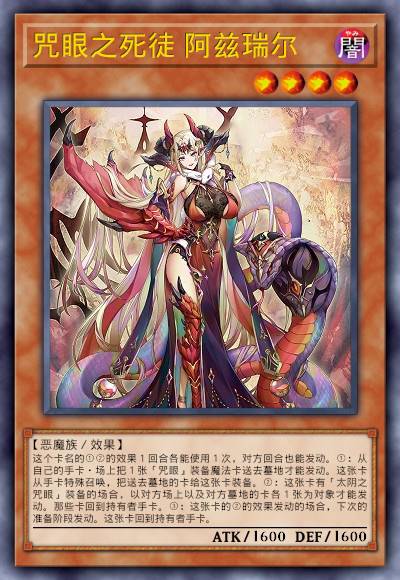 咒眼之死徒 阿兹瑞尔
やみ
闇
【恶魔族／效果】
这个卡名的①②的效果1回合各能使用1次，对方回合也能发动。①：从
自己的手卡·场上把1张「咒眼」装备魔法卡送去墓地才能发动。这张卡
从手卡特殊召唤，把送去墓地的卡给这张卡装备。②：这张卡有「太阴之
咒眼」装备的场合，以对方场上以及对方墓地的卡各1张为对象才能发
动。那些卡回到持有者手卡。③：这张卡的②的效果发动的场合，下次的
准备阶段发动。这张卡回到持有者手卡。
ATK/1600 DEF/1600